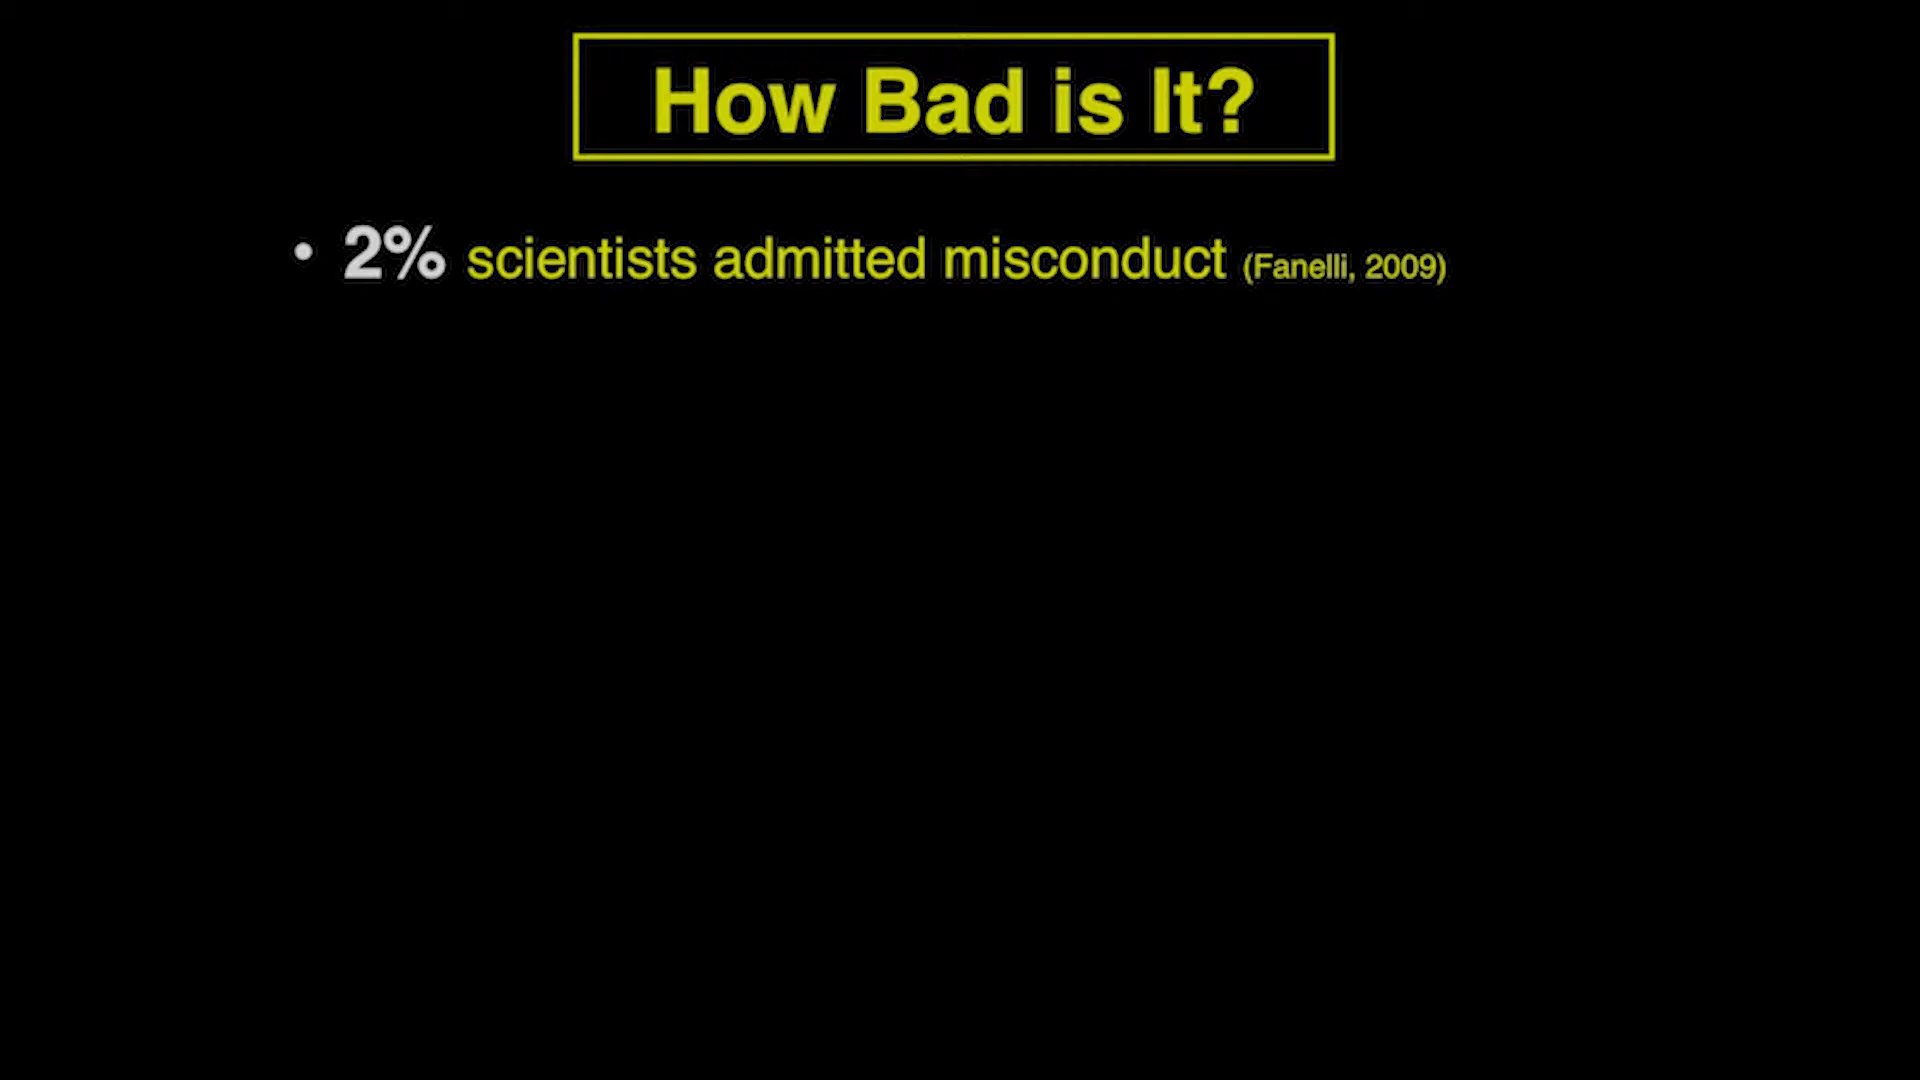 How Bad is It?
• 2% scientists admitted misconduct (Fanelli, 2009)